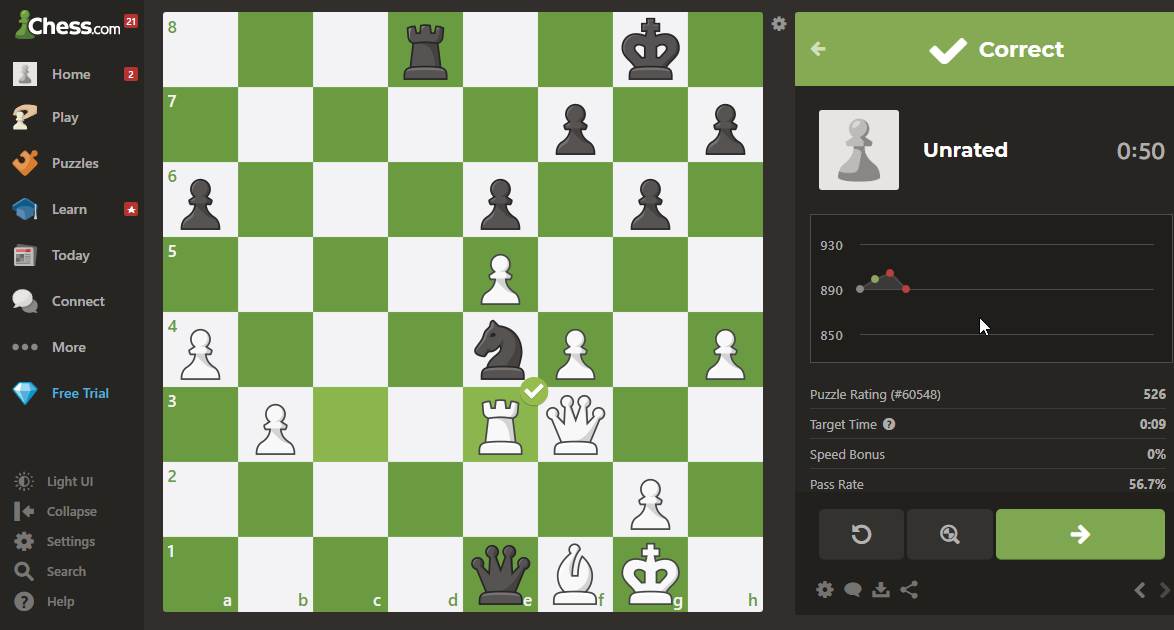 Chess.com 21
Home 2
Play
Puzzles
Learn
Today
Connect
More
Free Trial
Light UI
Collapse
Settings
Search
Help
8
7
6
5
4
3
2
1
a b c d e f g h
Correct
Unrated 0:50
930
890
850
Puzzle Rating (#60548) 526
Target Time ? 0:09
Speed Bonus 0%
Pass Rate 56.7%